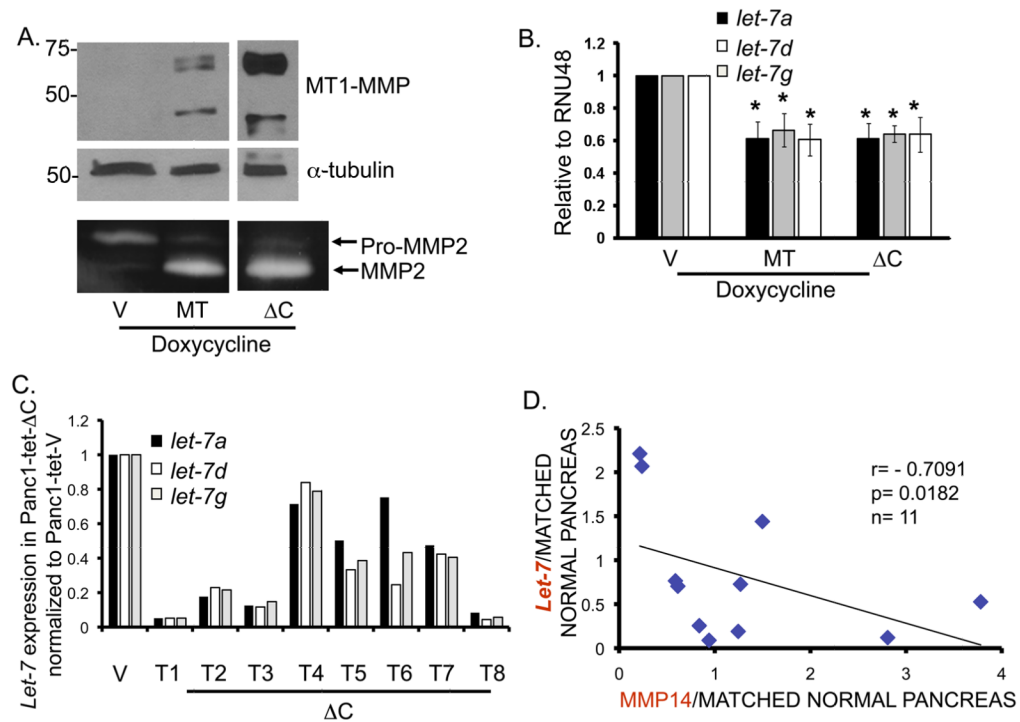 A.
75-
50-
MT1-MMP
50-
α-tubulin
Pro-MMP2
MMP2
V MT ΔC
Doxycycline
B.
let-7a
let-7d
let-7g
Relative to RNU48
1.2
1
0.8
0.6
0.4
0.2
0
* * * * * *
V MT ΔC
Doxycycline
C.
Let-7 expression in Panc1-tet-ΔC
normalized to Panc1-tet-V
1.2
1
0.8
0.6
0.4
0.2
0
let-7a
let-7d
let-7g
V T1 T2 T3 T4 T5 T6 T7 T8
ΔC
D.
Let-7/MATCHED
NORMAL PANCREAS
2.5
2
1.5
1
0.5
0
r= - 0.7091
p= 0.0182
n= 11
0 1 2 3 4
MMP14/MATCHED NORMAL PANCREAS